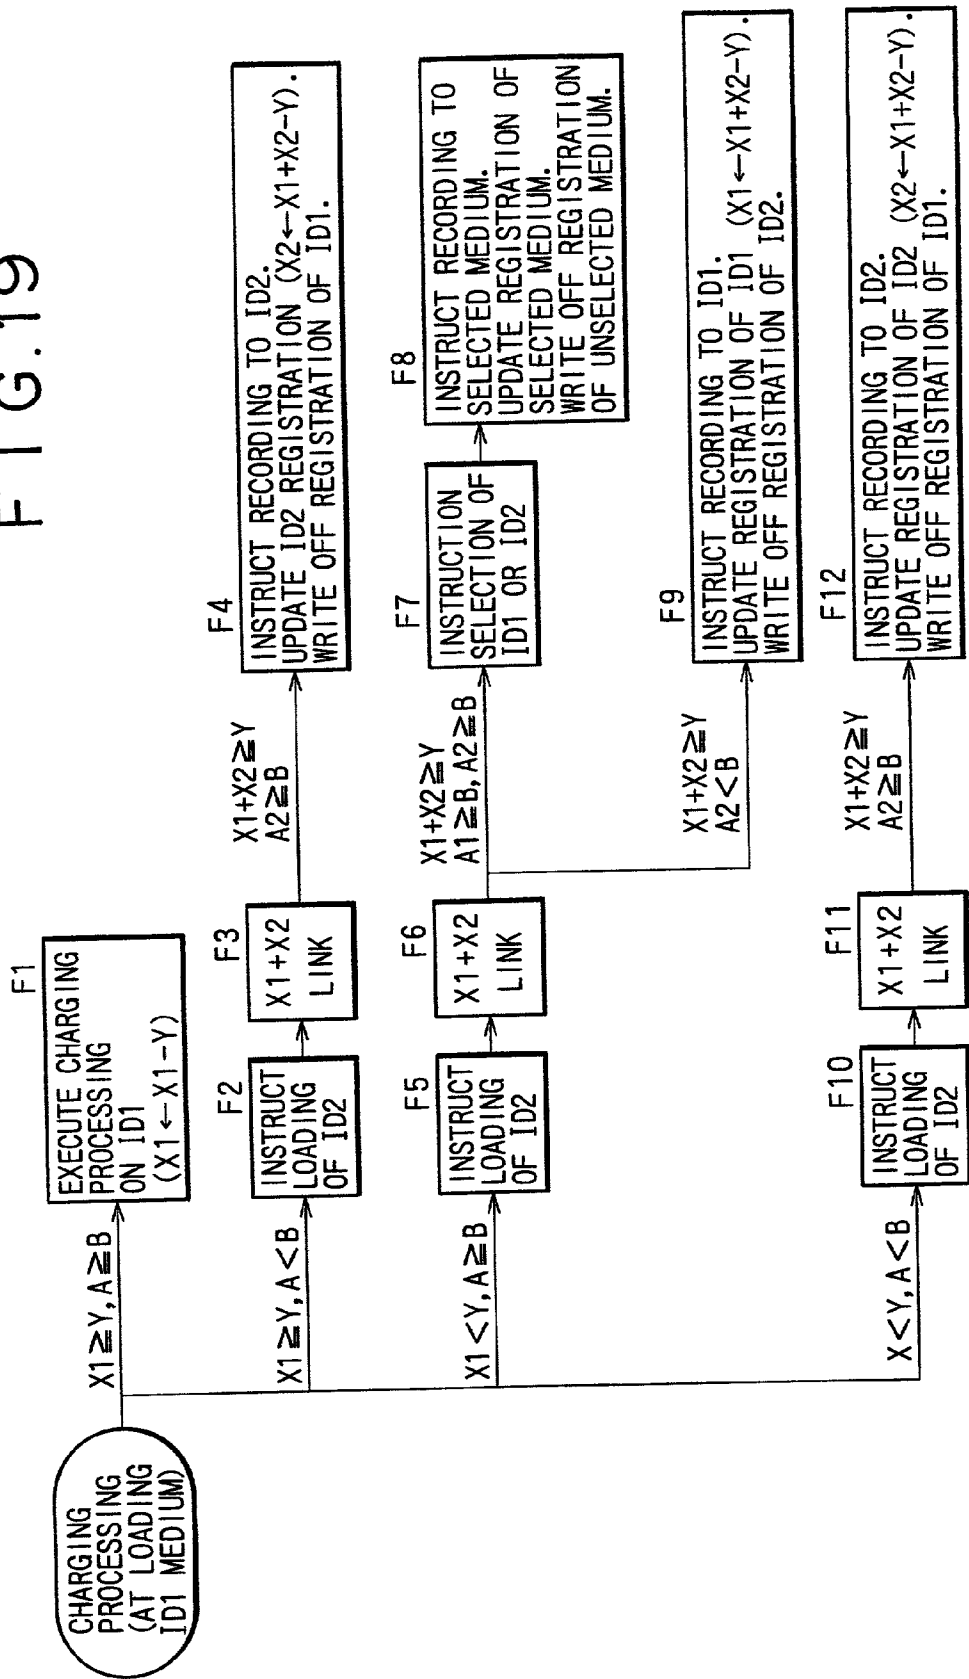 FIG.19
CHARGING
PROCESSING
(AT LOADING
ID1 MEDIUM)
X1≧Y, A≧B
F1
EXECUTE CHARGING
PROCESSING
ON ID1
(X1←X1-Y)
X1≧Y, A<B
F2
INSTRUCT
LOADING
OF ID2
F3
X1+X2
LINK
X1+X2≧Y
A2≧B
F4
INSTRUCT RECORDING TO ID2.
UPDATE ID2 REGISTRATION (X2←X1+X2-Y).
WRITE OFF REGISTRATION OF ID1.
X1<Y, A≧B
F5
INSTRUCT
LOADING
OF ID2
F6
X1+X2
LINK
X1+X2≧Y
A1≧B, A2≧B
F7
INSTRUCTION
SELECTION OF
ID1 OR ID2
F8
INSTRUCT RECORDING TO
SELECTED MEDIUM.
UPDATE REGISTRATION OF
SELECTED MEDIUM.
WRITE OFF REGISTRATION
OF UNSELECTED MEDIUM.
X1+X2≧Y
A2<B
F9
INSTRUCT RECORDING TO ID1.
UPDATE REGISTRATION OF ID1 (X1←X1+X2-Y).
WRITE OFF REGISTRATION OF ID2.
X<Y, A<B
F10
INSTRUCT
LOADING
OF ID2
F11
X1+X2
LINK
X1+X2≧Y
A2≧B
F12
INSTRUCT RECORDING TO ID2.
UPDATE REGISTRATION OF ID2 (X2←X1+X2-Y).
WRITE OFF REGISTRATION OF ID1.